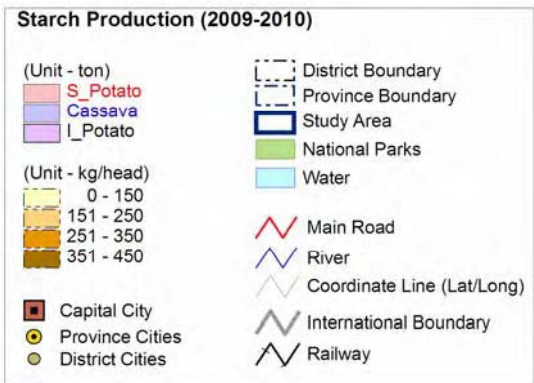 Starch Production (2009-2010)
(Unit - ton)
S_Potato
Cassava
I_Potato
(Unit - kg/head)
0 - 150
151 - 250
251 - 350
351 - 450
Capital City
Province Cities
District Cities
District Boundary
Province Boundary
Study Area
National Parks
Water
Main Road
River
Coordinate Line (Lat/Long)
International Boundary
Railway